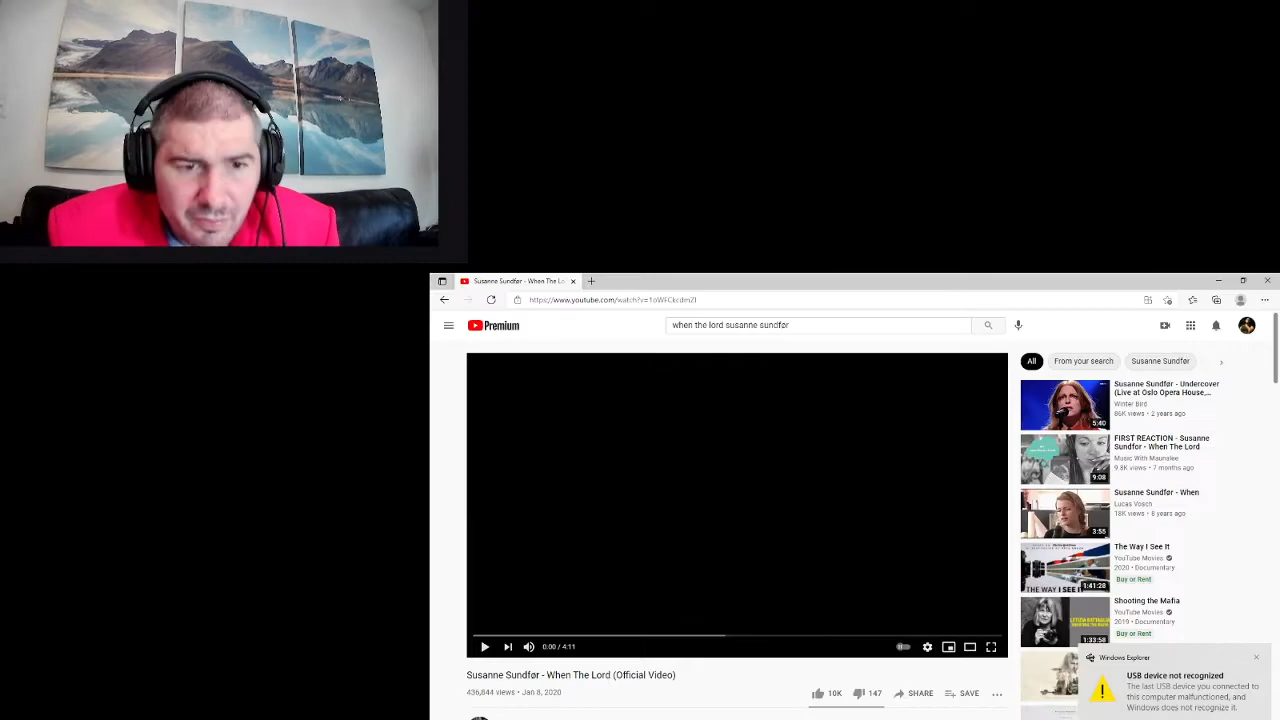 Susanne Sundfør - When The Lo
https://www.youtube.com/watch?v=1oWFCkcdmZI
Premium
when the lord susanne sundfør
All
From your search
Susanne Sundfør
Susanne Sundfør - Undercover
(Live at Oslo Opera House,...
Winter Bird
86K views • 2 years ago
5:40
FIRST REACTION - Susanne
Sundfor - When The Lord
Music With Maunalee
9.8K views • 7 months ago
9:08
Susanne Sundfør - When
Lucas Vosch
18K views • 8 years ago
3:55
The Way I See It
YouTube Movies
2020 • Documentary
Buy or Rent
THE WAY I SEE IT
1:41:28
Shooting the Mafia
YouTube Movies
2019 • Documentary
Buy or Rent
1:33:58
0:00 / 4:11
Susanne Sundfør - When The Lord (Official Video)
436,844 views • Jan 8, 2020
10K
147
SHARE
SAVE
Windows Explorer
USB device not recognized
The last USB device you connected to
this computer malfunctioned, and
Windows does not recognize it.